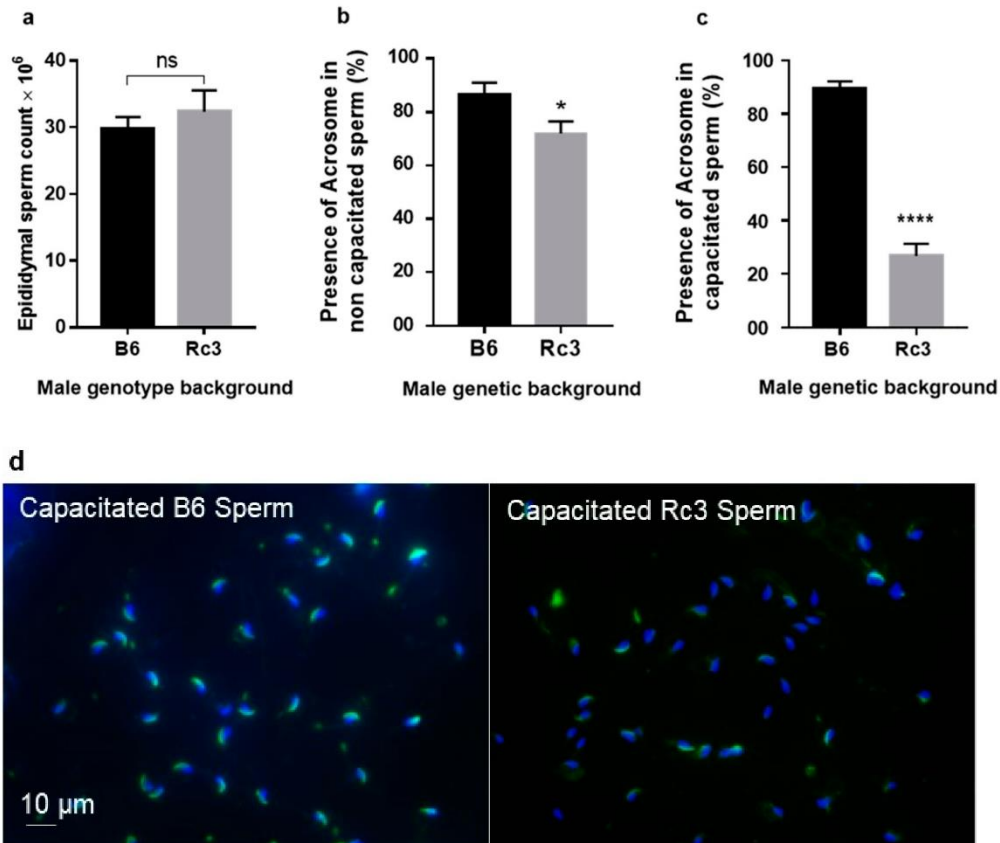 a
Epididymal sperm count × 10⁶
40
30
20
10
0
ns
B6
Rc3
Male genotype background
b
Presence of Acrosome in
non capacitated sperm (%)
100
80
60
40
20
00
*
B6
Rc3
Male genetic background
c
Presence of Acrosome in
capacitated sperm (%)
100
80
60
40
20
00
****
B6
Rc3
Male genetic background
d
Capacitated B6 Sperm
10 µm
Capacitated Rc3 Sperm